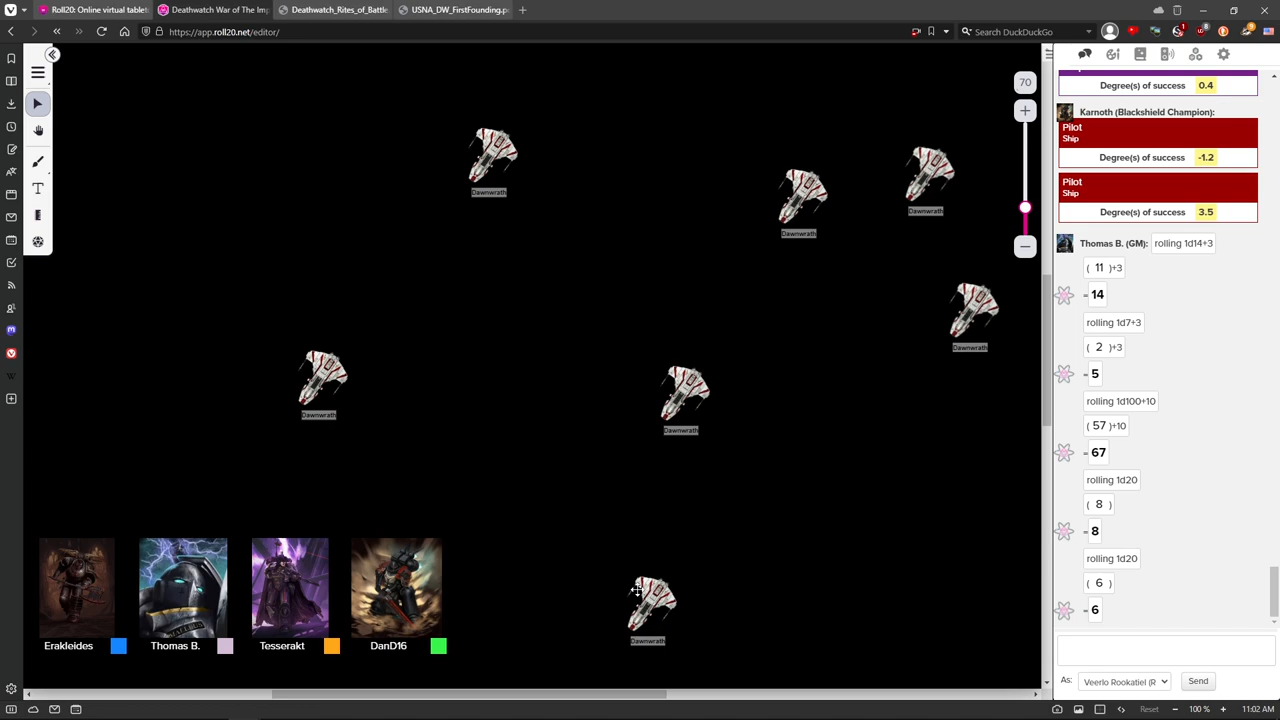 Roll20: Online virtual tablet
Deathwatch War of The Imp
Deathwatch_Rites_of_Battle
USNA_DW_FirstFounding.p
https://app.roll20.net/editor/
Search DuckDuckGo
70
Degree(s) of success 0.4
Karnoth (Blackshield Champion):
Pilot
Ship
Degree(s) of success -1.2
Pilot
Ship
Degree(s) of success 3.5
Thomas B. (GM): rolling 1d14+3
( 11 )+3
= 14
rolling 1d7+3
( 2 )+3
= 5
rolling 1d100+10
( 57 )+10
= 67
rolling 1d20
( 8 )
= 8
rolling 1d20
( 6 )
= 6
Dawnwrath
Dawnwrath
Dawnwrath
Dawnwrath
Dawnwrath
Dawnwrath
Dawnwrath
Erakleides
Thomas B.
Tesserakt
DanD16
As: Veerlo Rookatiel (R
Send
Reset
100 %
11:02 AM